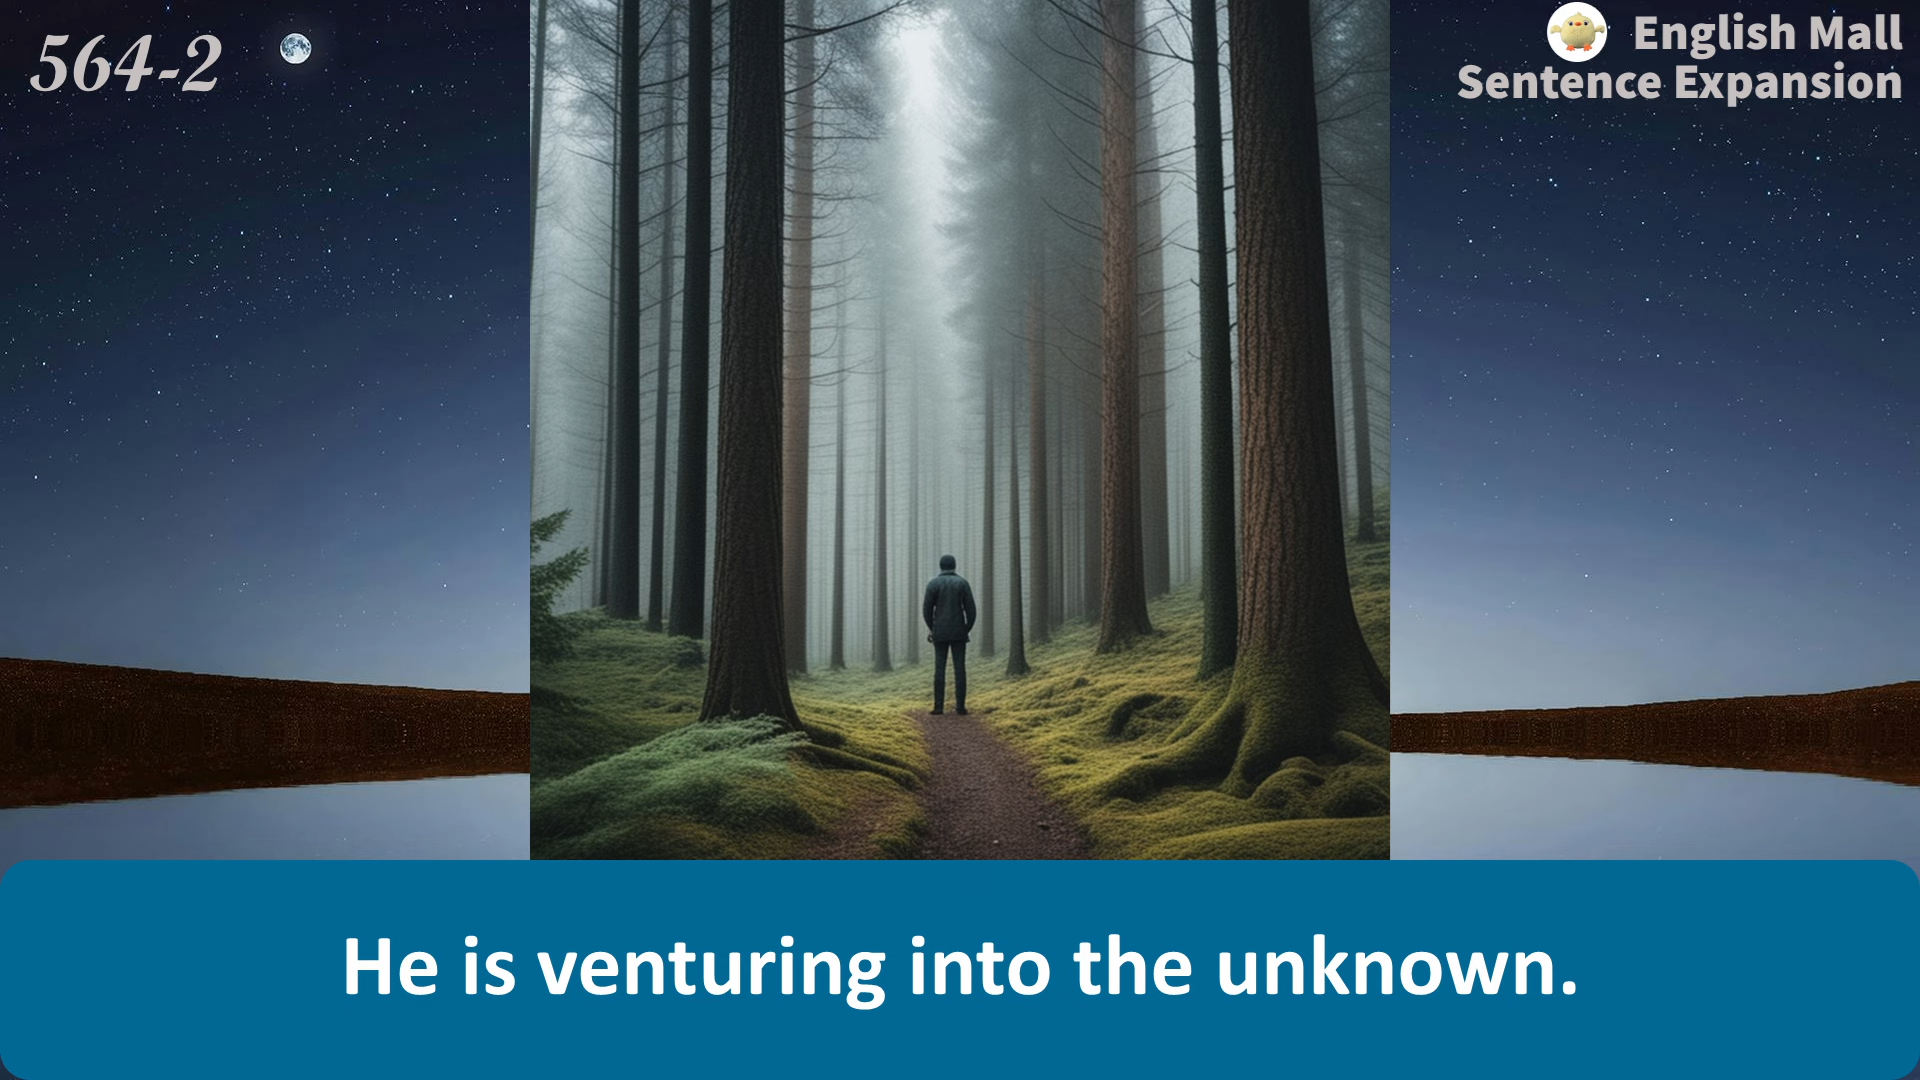 564-2
English Mall
Sentence Expansion
He is venturing into the unknown.